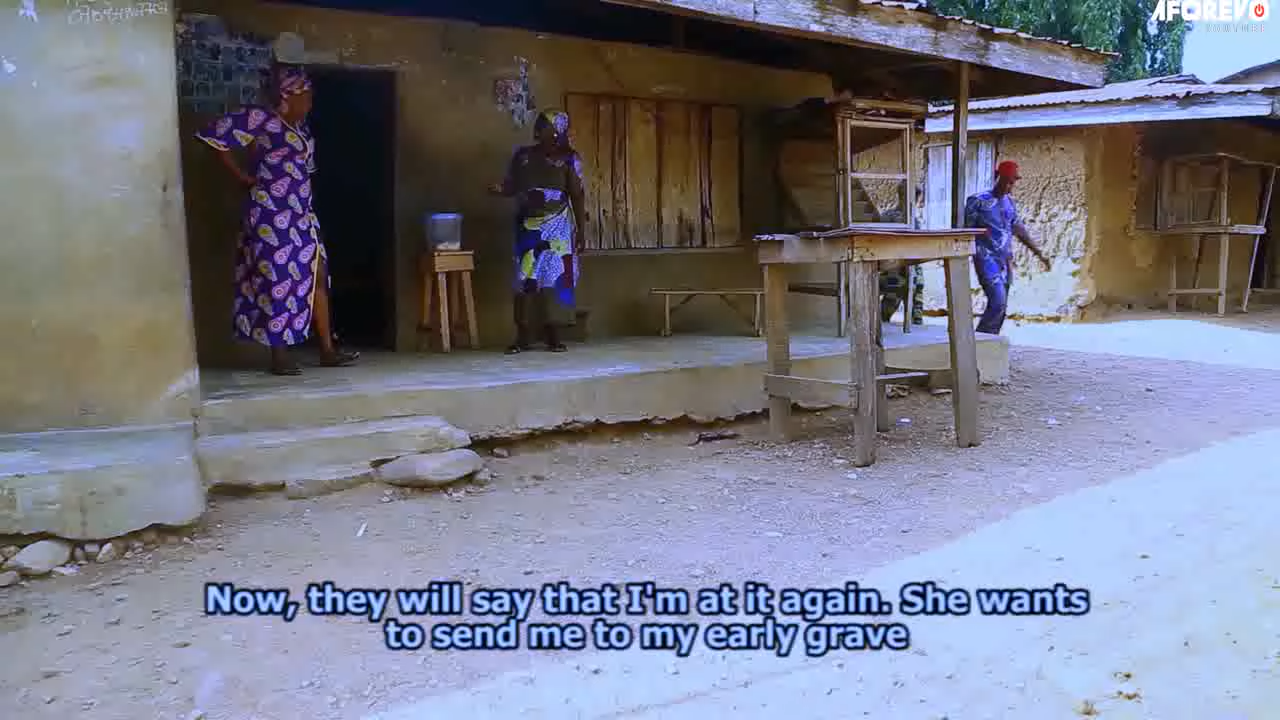 AFOREVO
Now, they will say that I'm at it again. She wants
to send me to my early grave